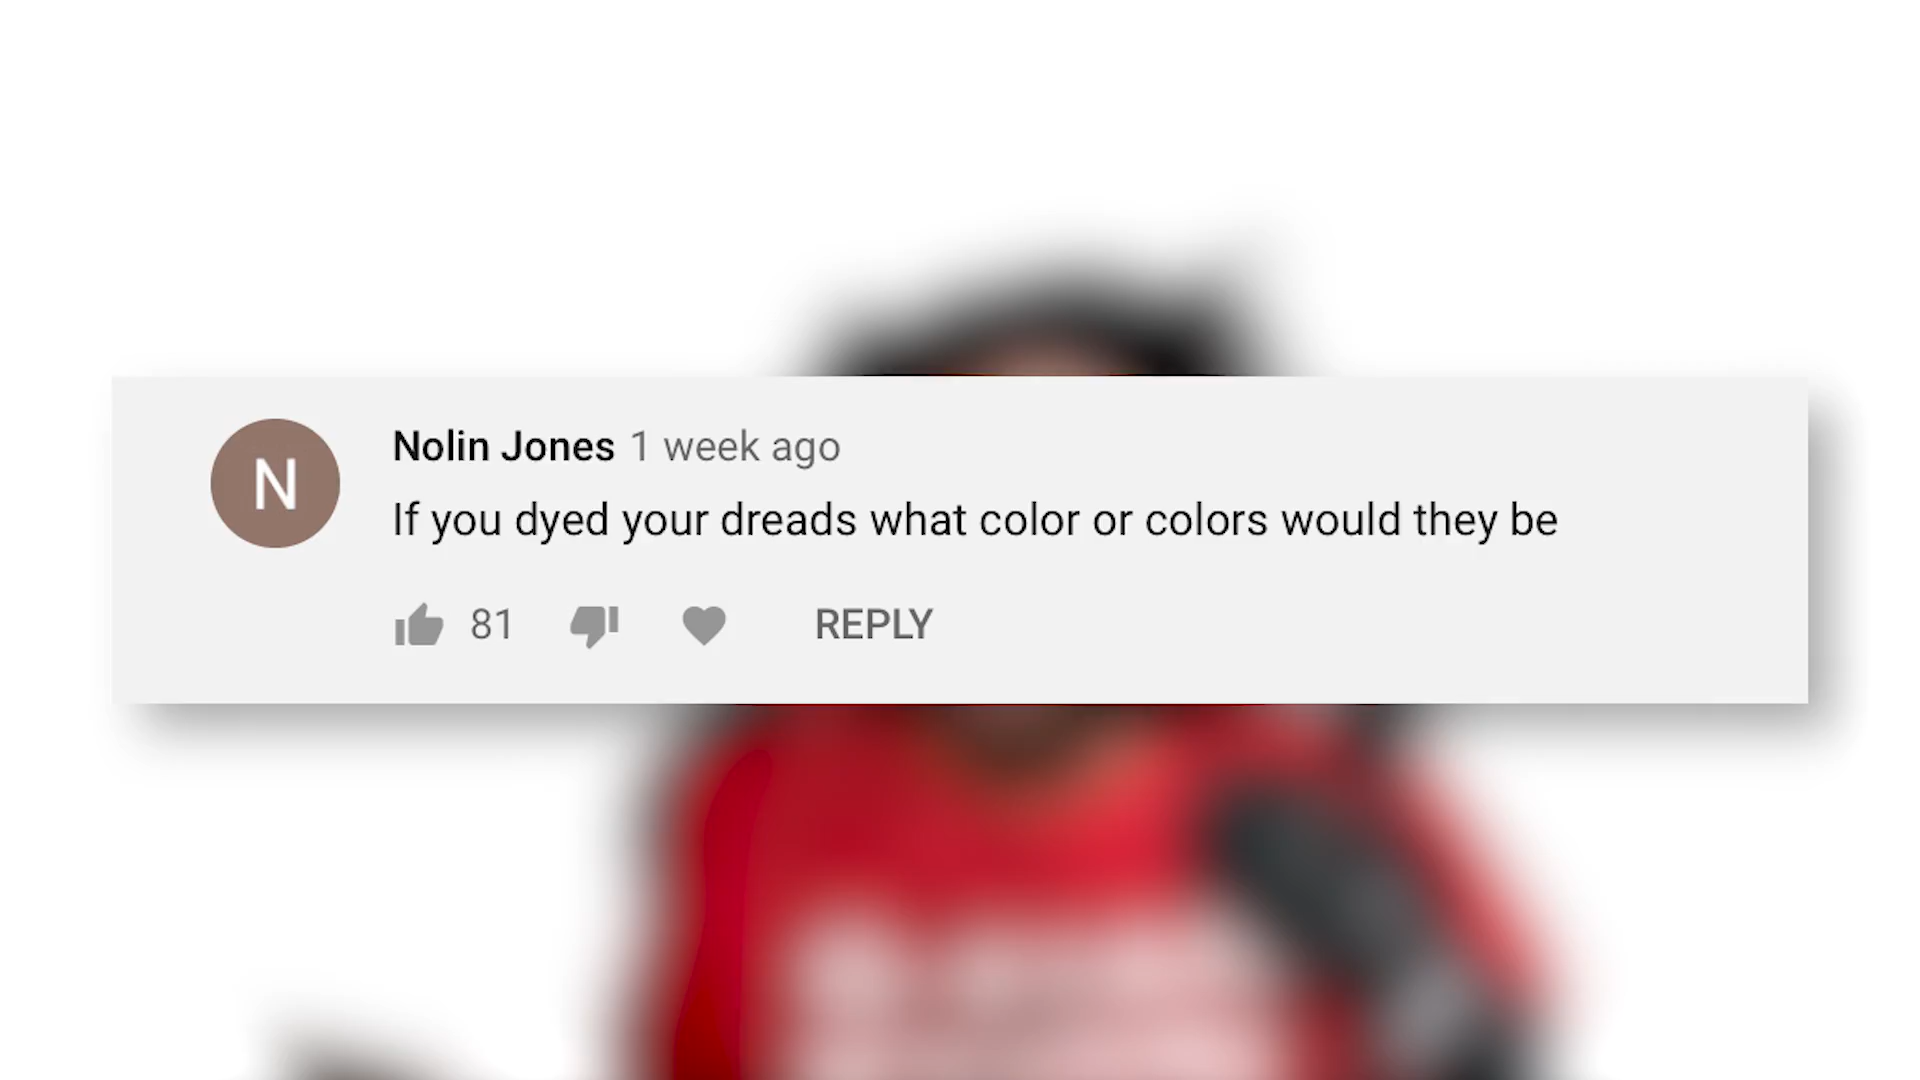 N
Nolin Jones 1 week ago
If you dyed your dreads what color or colors would they be
81 REPLY